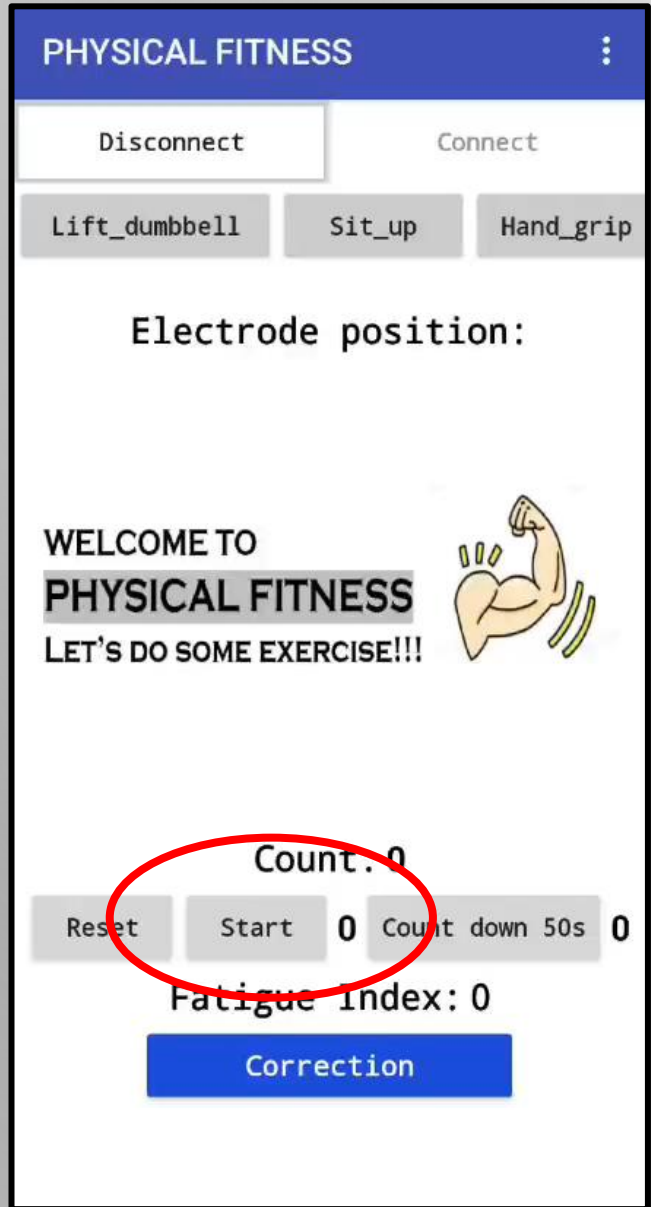 PHYSICAL FITNESS
Disconnect Connect
Lift_dumbbell Sit_up Hand_grip
Electrode position:
WELCOME TO
PHYSICAL FITNESS
LET'S DO SOME EXERCISE!!!
Count: 0
Reset Start 0 Count down 50s 0
Fatigue Index: 0
Correction